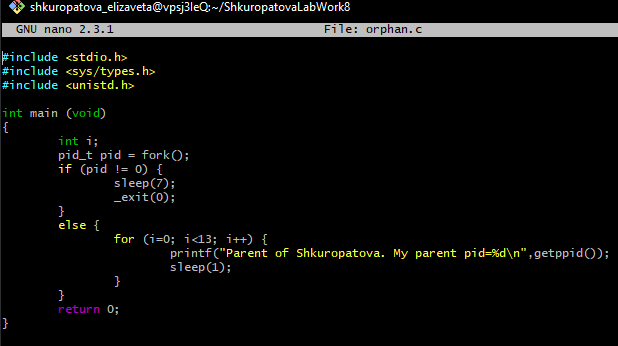 shkuropatova_elizaveta@vpsj3leQ:~/ShkuropatovaLabWork8
GNU nano 2.3.1 File: orphan.c
#include <stdio.h>
#include <sys/types.h>
#include <unistd.h>
int main (void)
{
int i;
pid_t pid = fork();
if (pid != 0) {
sleep(7);
_exit(0);
}
else {
for (i=0; i<13; i++) {
printf("Parent of Shkuropatova. My parent pid=%d\n",getppid());
sleep(1);
}
}
return 0;
}